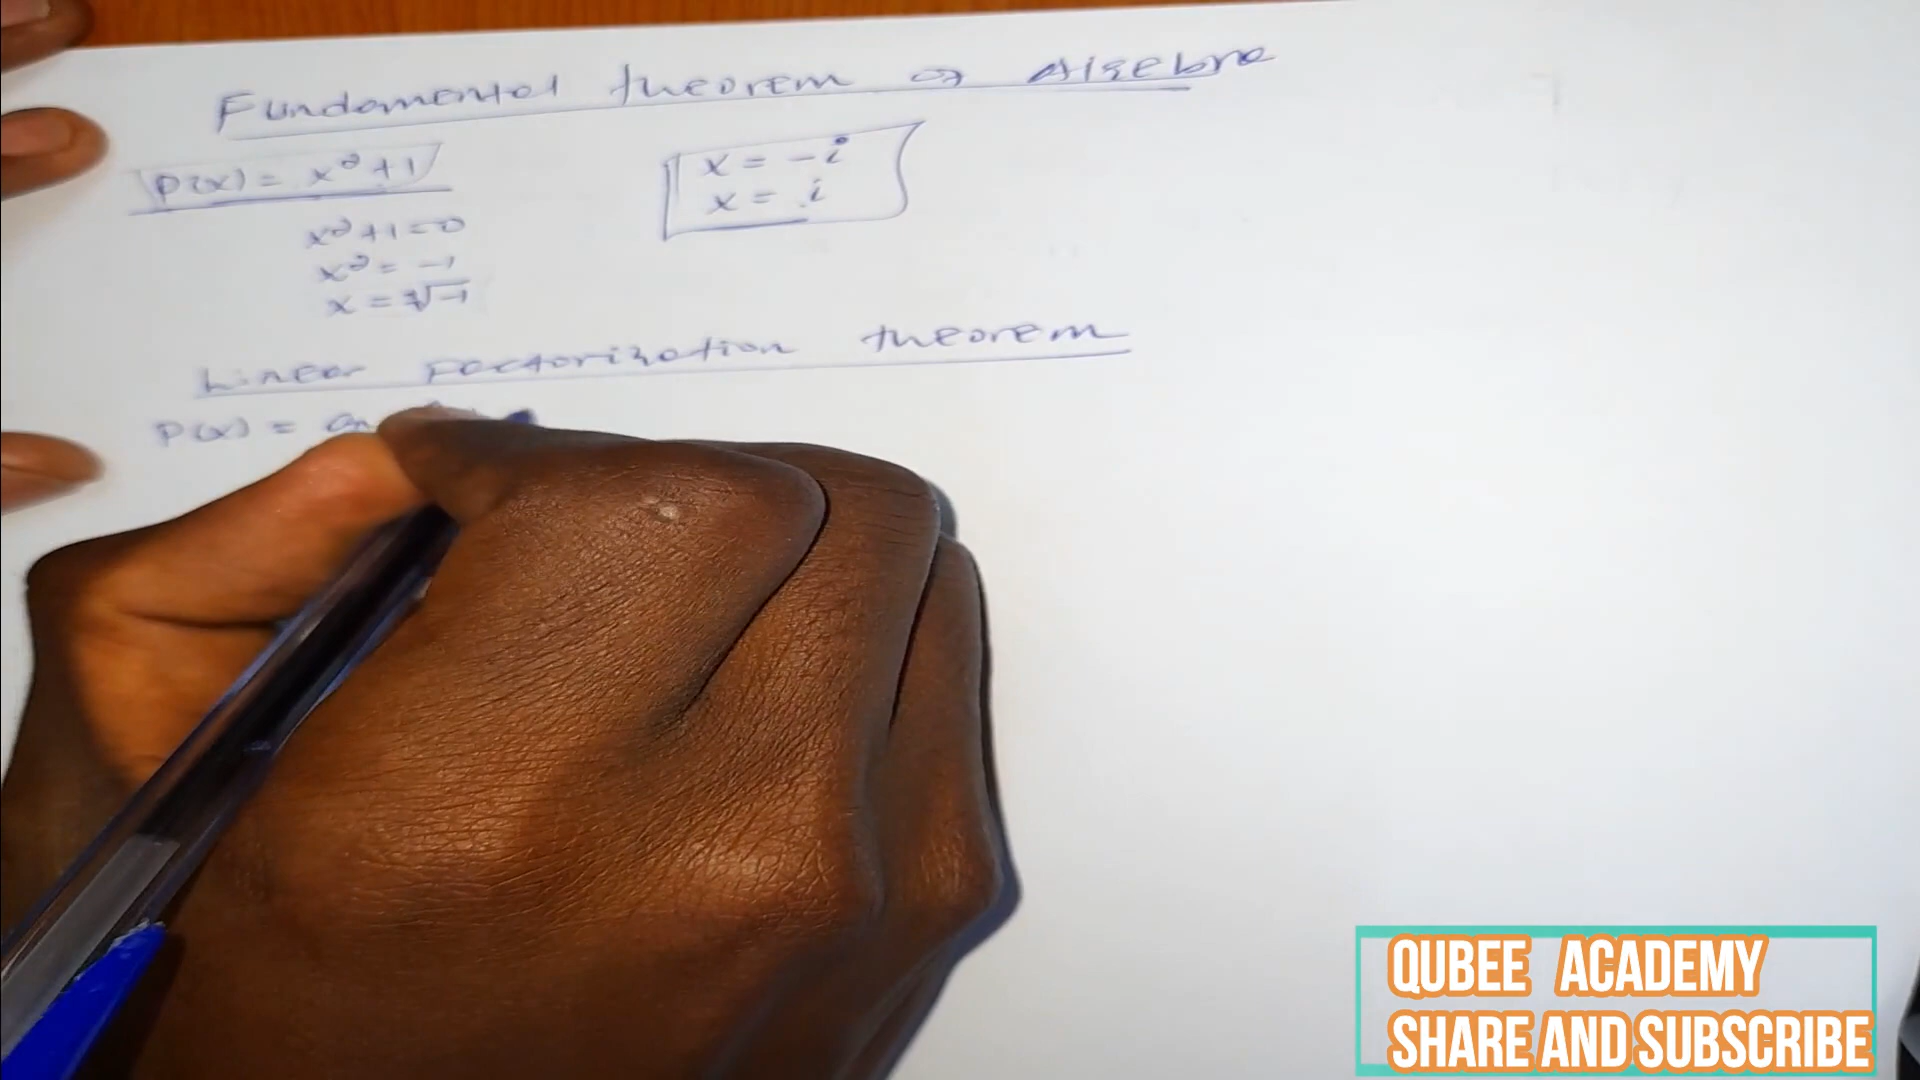 Fundamental theorem of Algebra
P(x) = x²+1
x²+1=0
x² = -1
x = ±√-1
x = -i
x = i
Linear factorization theorem
P(x) = an
QUBEE ACADEMY
SHARE AND SUBSCRIBE